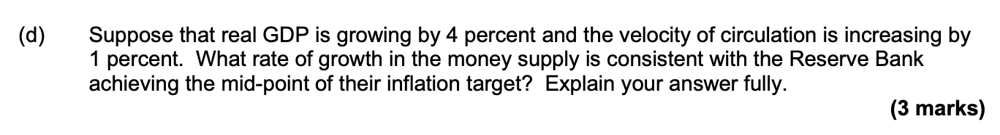 (d) Suppose that real GDP is growing by 4 percent and the velocity of circulation is increasing by
1 percent. What rate of growth in the money supply is consistent with the Reserve Bank
achieving the mid-point of their inflation target? Explain your answer fully.
(3 marks)